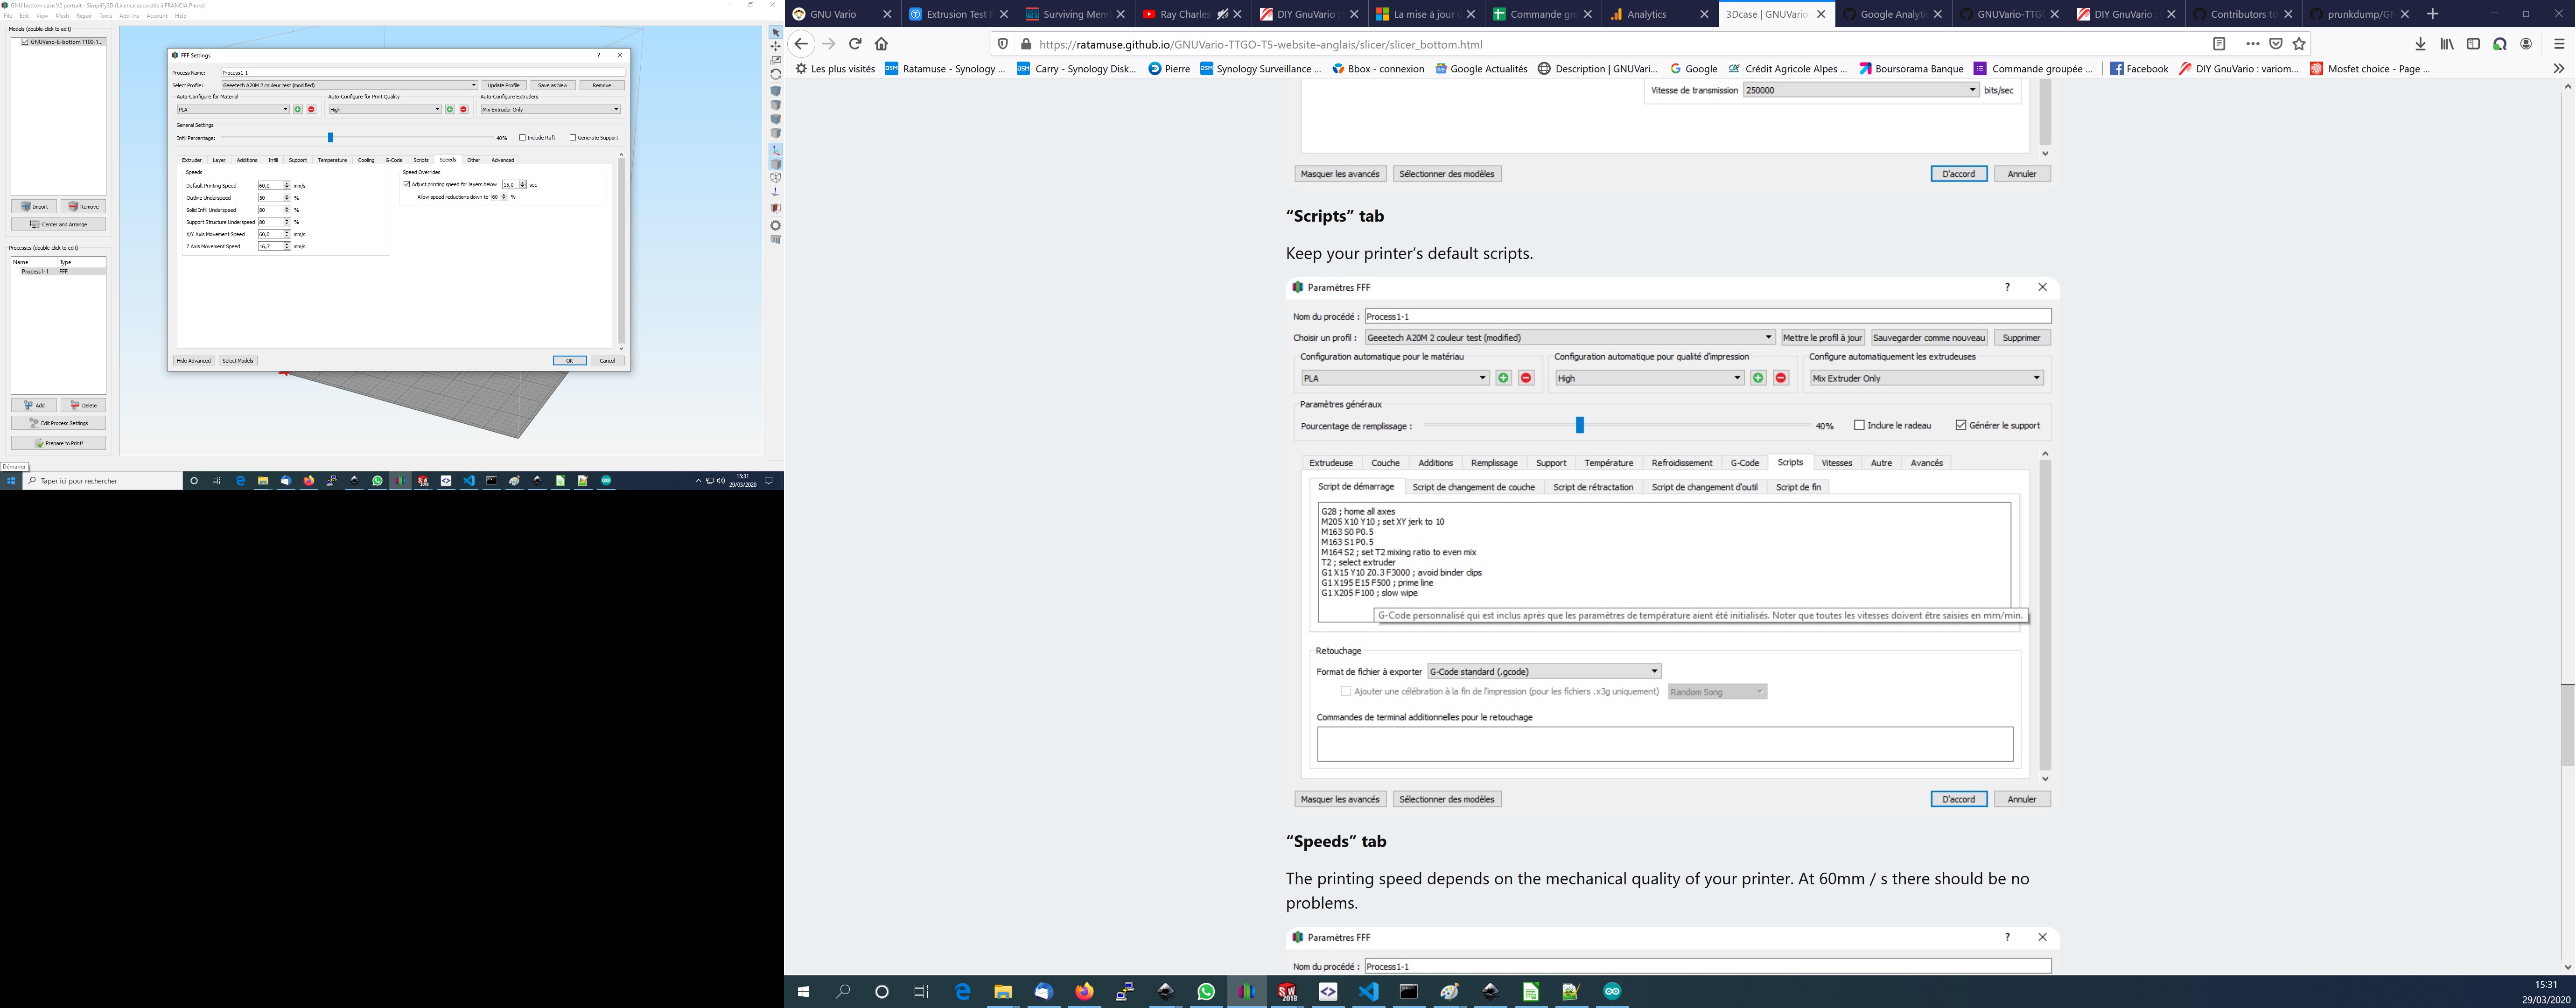 GNU bottom case V2 portrait - Simplify3D (Licence accordée à FRANCIA Pierre)
File Edit View Mesh Repair Tools Add-Ins Account Help
Models (double-click to edit)
GNUVario-E-bottom 1100-1...
Import Remove
Center and Arrange
Processes (double-click to edit)
Name Type
Process1-1 FFF
Add Delete
Edit Process Settings
Prepare to Print!
Démarrer
FFF Settings
Process Name: Process1-1
Select Profile: Geeetech A20M 2 couleur test (modified) Update Profile Save as New Remove
Auto-Configure for Material Auto-Configure for Print Quality Auto-Configure Extruders
PLA High Mix Extruder Only
General Settings
Infill Percentage: 40% Include Raft Generate Support
Extruder Layer Additions Infill Support Temperature Cooling G-Code Scripts Speeds Other Advanced
Speeds
Default Printing Speed 60,0 mm/s
Outline Underspeed 50 %
Solid Infill Underspeed 80 %
Support Structure Underspeed 80 %
X/Y Axis Movement Speed 60,0 mm/s
Z Axis Movement Speed 16,7 mm/s
Speed Overrides
Adjust printing speed for layers below 15,0 sec
Allow speed reductions down to 60 %
Hide Advanced Select Models OK Cancel
Taper ici pour rechercher
15:31
29/03/2020
GNU Vario Extrusion Test Surviving Mem Ray Charles DIY GnuVario La mise à jour Commande gro Analytics 3Dcase | GNUVario Google Analyti GNUVario-TTG DIY GnuVario : Contributors to prunkdump/GN
https://ratamuse.github.io/GNUVario-TTGO-T5-website-anglais/slicer/slicer_bottom.html
Les plus visités Ratamuse - Synology ... Carry - Synology Disk... Pierre Synology Surveillance ... Bbox - connexion Google Actualités Description | GNUVari... Google Crédit Agricole Alpes ... Boursorama Banque Commande groupée ... Facebook DIY GnuVario : variom... Mosfet choice - Page ...
Vitesse de transmission 250000 bits/sec
Masquer les avancés Sélectionner des modèles D'accord Annuler
“Scripts” tab
Keep your printer’s default scripts.
Paramètres FFF
Nom du procédé : Process1-1
Choisir un profil : Geeetech A20M 2 couleur test (modified) Mettre le profil à jour Sauvegarder comme nouveau Supprimer
Configuration automatique pour le matériau Configuration automatique pour qualité d'impression Configure automatiquement les extrudeuses
PLA High Mix Extruder Only
Paramètres généraux
Pourcentage de remplissage : 40% Inclure le radeau Générer le support
Extrudeuse Couche Additions Remplissage Support Température Refroidissement G-Code Scripts Vitesses Autre Avancés
Script de démarrage Script de changement de couche Script de rétractation Script de changement d'outil Script de fin
G28 ; home all axes
M205 X10 Y10 ; set XY jerk to 10
M163 S0 P0.5
M163 S1 P0.5
M164 S2 ; set T2 mixing ratio to even mix
T2 ; select extruder
G1 X15 Y10 Z0.3 F3000 ; avoid binder clips
G1 X195 E15 F500 ; prime line
G1 X205 F100 ; slow wipe
G-Code personnalisé qui est inclus après que les paramètres de température aient été initialisés. Noter que toutes les vitesses doivent être saisies en mm/min.
Retouchage
Format de fichier à exporter G-Code standard (.gcode)
Ajouter une célébration à la fin de l'impression (pour les fichiers .x3g uniquement) Random Song
Commandes de terminal additionnelles pour le retouchage
Masquer les avancés Sélectionner des modèles D'accord Annuler
“Speeds” tab
The printing speed depends on the mechanical quality of your printer. At 60mm / s there should be no
problems.
Paramètres FFF
Nom du procédé : Process1-1
15:31
29/03/2020